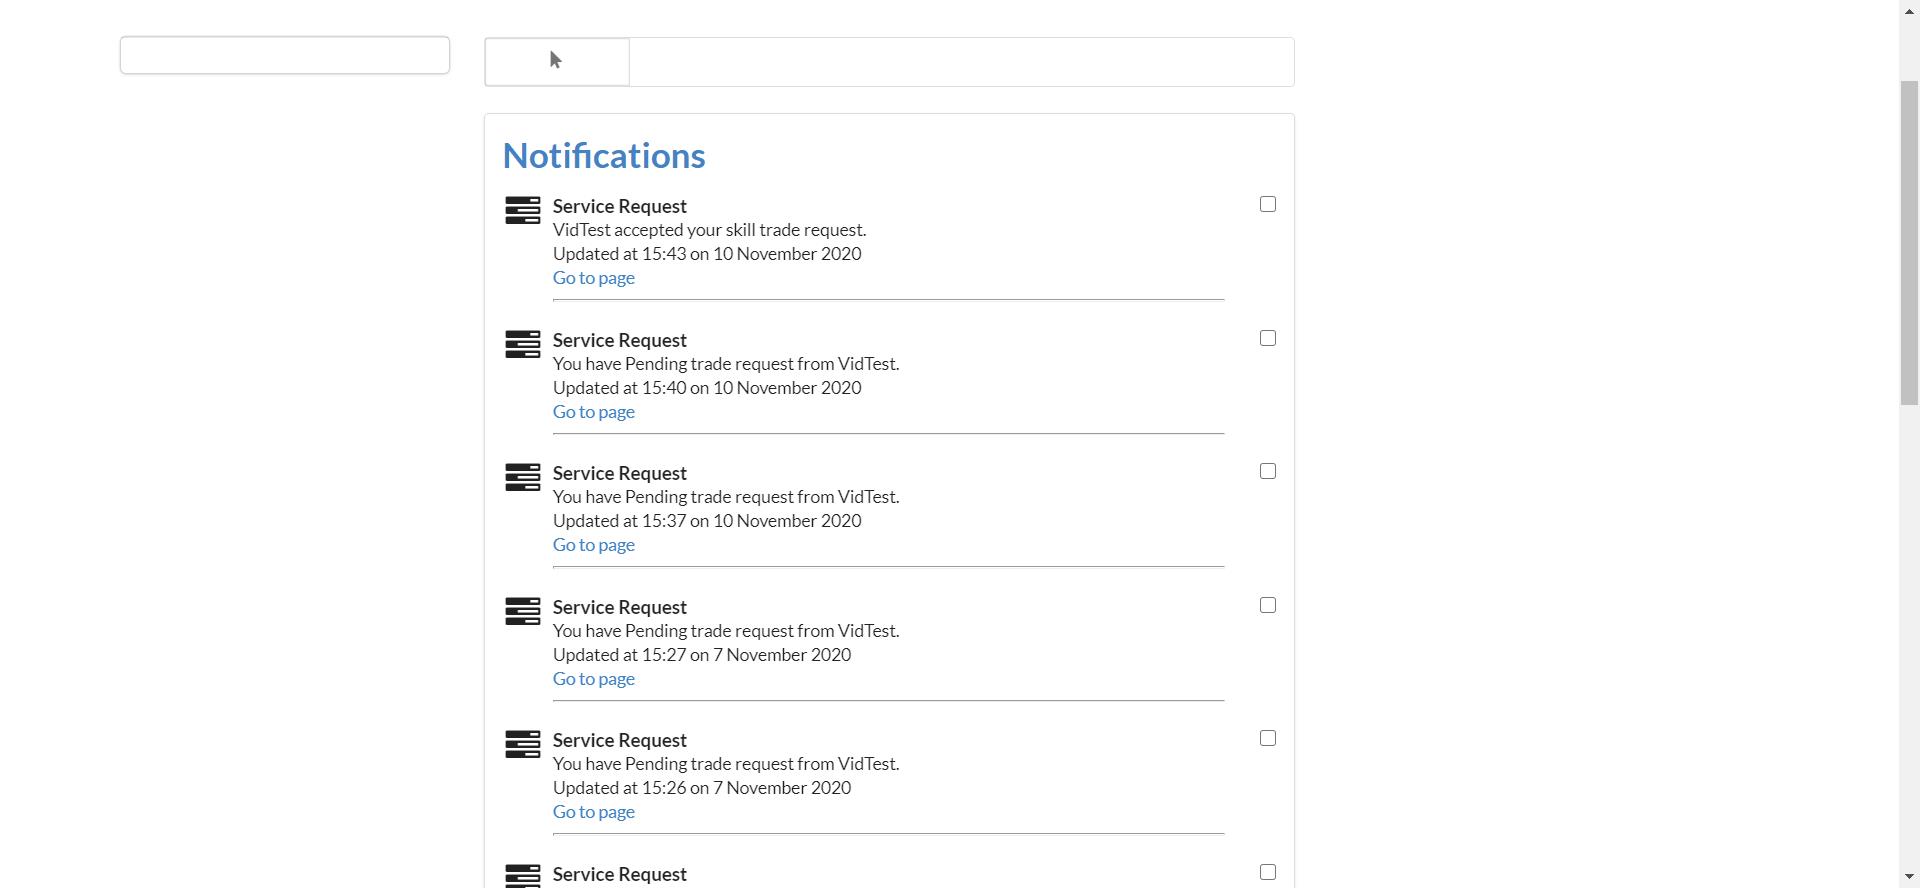 Notifications
Service Request
VidTest accepted your skill trade request.
Updated at 15:43 on 10 November 2020
Go to page
Service Request
You have Pending trade request from VidTest.
Updated at 15:40 on 10 November 2020
Go to page
Service Request
You have Pending trade request from VidTest.
Updated at 15:37 on 10 November 2020
Go to page
Service Request
You have Pending trade request from VidTest.
Updated at 15:27 on 7 November 2020
Go to page
Service Request
You have Pending trade request from VidTest.
Updated at 15:26 on 7 November 2020
Go to page
Service Request